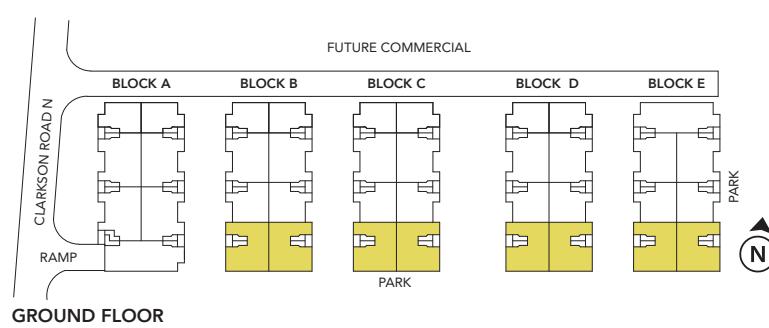 FUTURE COMMERCIAL
BLOCK A
BLOCK B
BLOCK C
BLOCK D
BLOCK E
CLARKSON ROAD N
PARK
RAMP
N
PARK
GROUND FLOOR